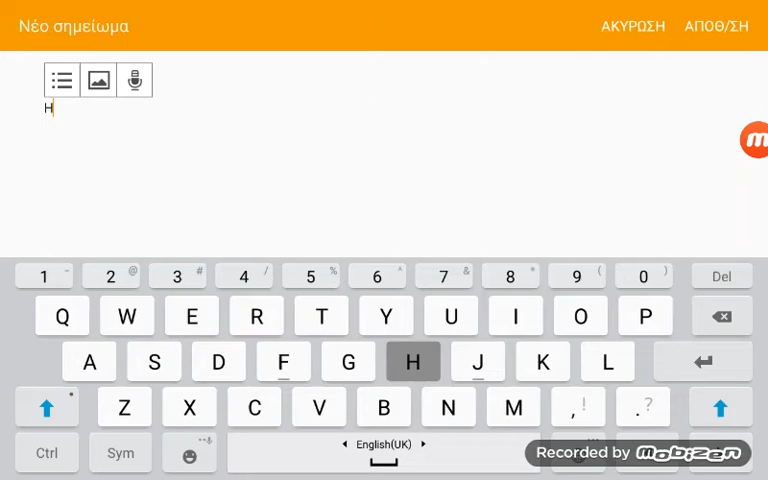 Νέο σημείωμα ΑΚΥΡΩΣΗ ΑΠΟΘ/ΣΗ
H
1 - 2 @ 3 # 4 / 5 % 6 ^ 7 & 8 * 9 ( 0 ) Del
Q W E R T Y U I O P
A S D F G H J K L
Z X C V B N M , ! . ?
Ctrl Sym English(UK) Recorded by mobizen